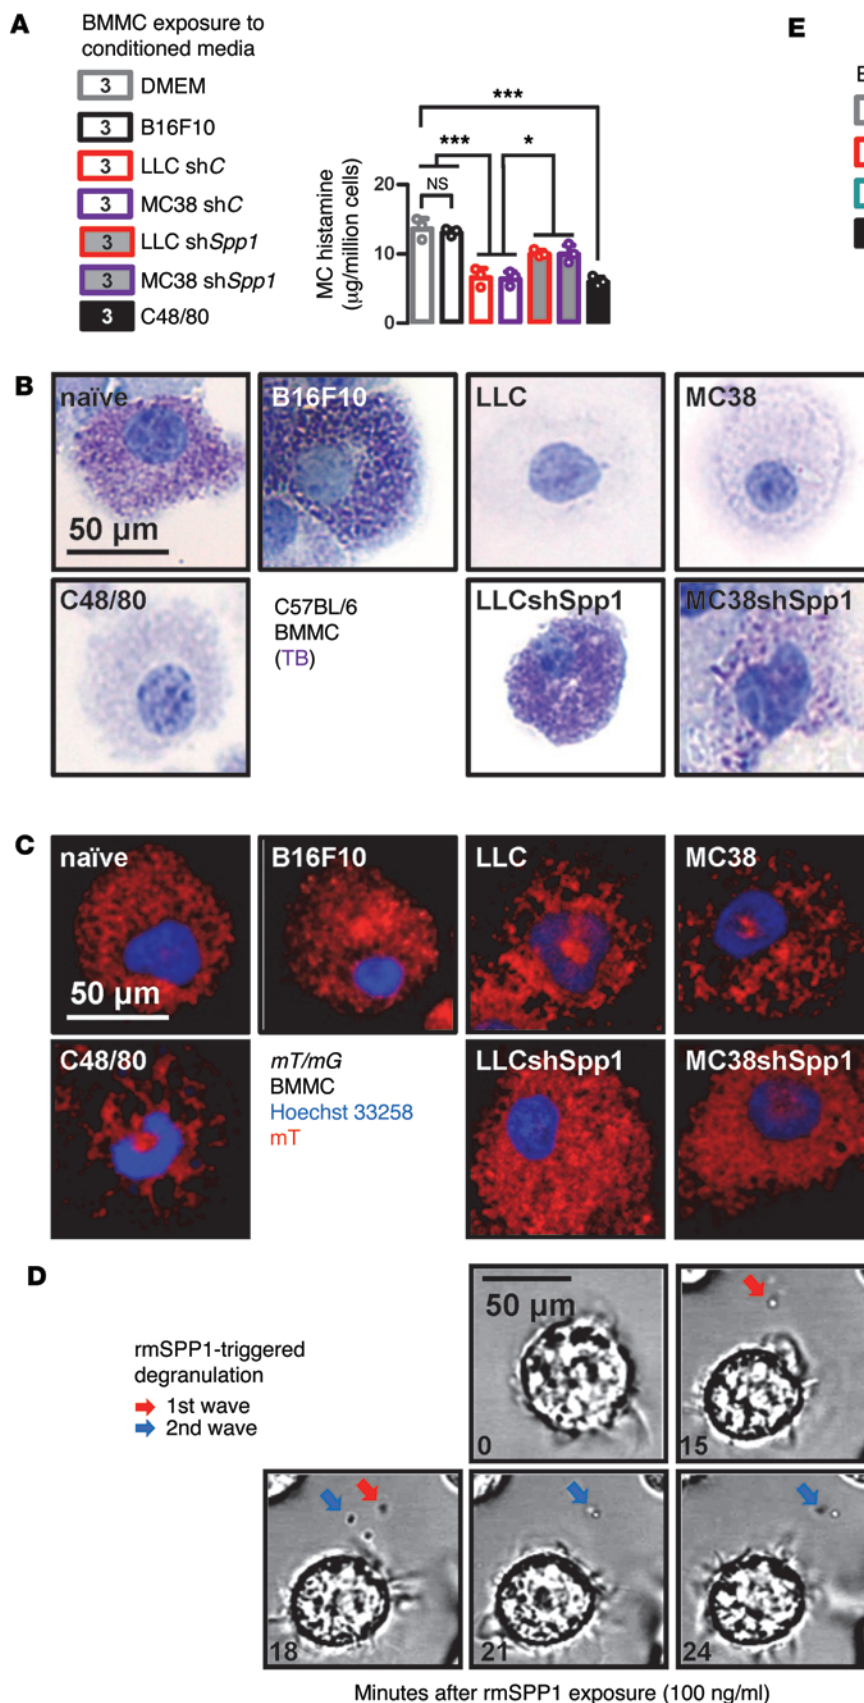 A
BMMC exposure to
conditioned media
3 DMEM
3 B16F10
3 LLC shC
3 MC38 shC
3 LLC shSpp1
3 MC38 shSpp1
3 C48/80
MC histamine
(µg/million cells)
20
10
0
NS
***
*
***
E
B
naïve
B16F10
LLC
MC38
50 µm
C48/80
C57BL/6
BMMC
(TB)
LLCshSpp1
MC38shSpp1
C
naïve
B16F10
LLC
MC38
50 µm
C48/80
mT/mG
BMMC
Hoechst 33258
mT
LLCshSpp1
MC38shSpp1
D
rmSPP1-triggered
degranulation
1st wave
2nd wave
50 µm
0
15
18
21
24
Minutes after rmSPP1 exposure (100 ng/ml)